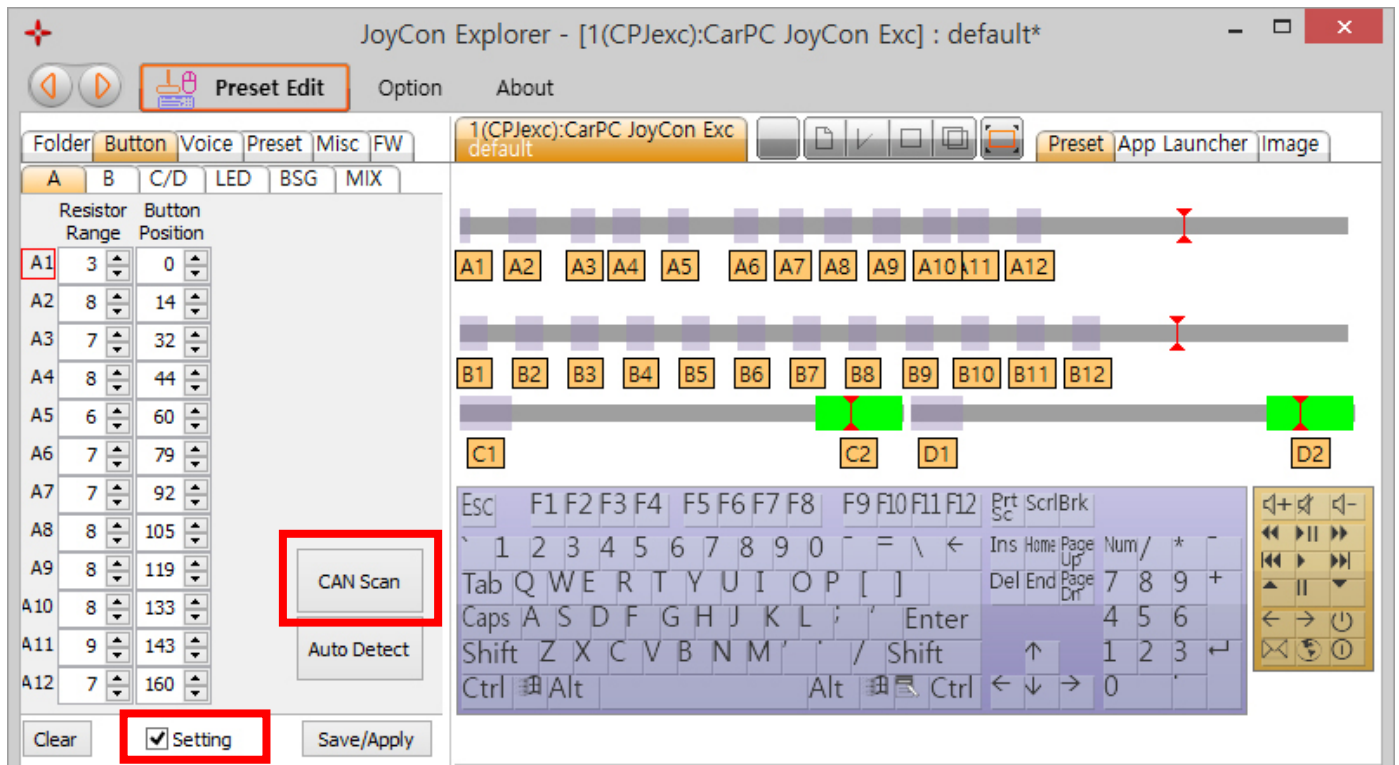 JoyCon Explorer - [1(CPJexc):CarPC JoyCon Exc] : default*
Preset Edit Option About
Folder Button Voice Preset Misc FW
1(CPJexc):CarPC JoyCon Exc
default
Preset App Launcher Image
A B C/D LED BSG MIX
Resistor Button
Range Position
A1 3 0
A2 8 14
A3 7 32
A4 8 44
A5 6 60
A6 7 79
A7 7 92
A8 8 105
A9 8 119
A10 8 133
A11 9 143
A12 7 160
CAN Scan
Auto Detect
Clear Setting Save/Apply
A1 A2 A3 A4 A5 A6 A7 A8 A9 A10 A11 A12
B1 B2 B3 B4 B5 B6 B7 B8 B9 B10 B11 B12
C1 C2 D1 D2
Esc F1 F2 F3 F4 F5 F6 F7 F8 F9 F10 F11 F12 Prt Sc Scrl Brk
` 1 2 3 4 5 6 7 8 9 0 - = \ ← Ins Home Page Up Num / * -
Tab Q W E R T Y U I O P [ ] Del End Page Dn 7 8 9 +
Caps A S D F G H J K L ; ' Enter 4 5 6
Shift Z X C V B N M ' . / Shift ↑ 1 2 3 ↵
Ctrl Alt Alt Ctrl ← ↓ → 0 .